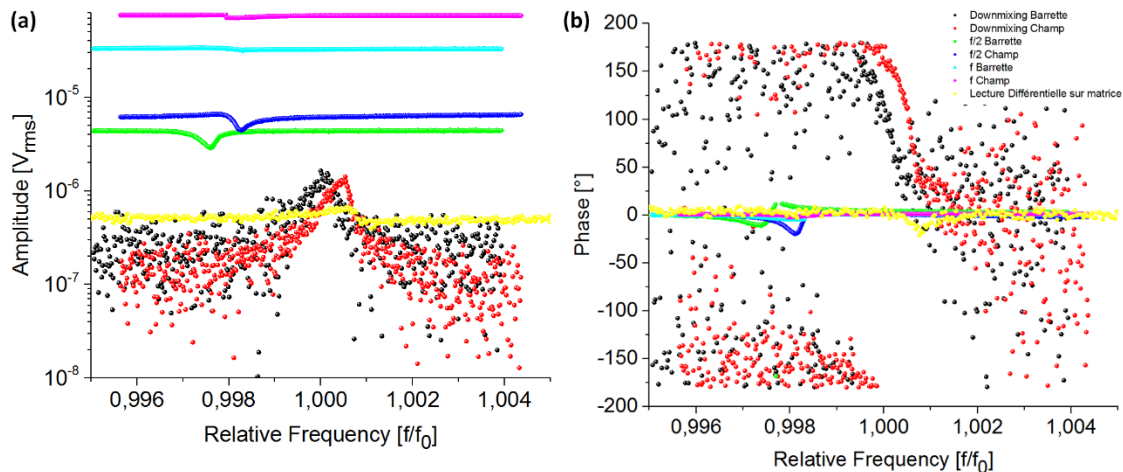 (a)
Amplitude [Vrms]
10-5
10-6
10-7
10-8
0,996 0,998 1,000 1,002 1,004
Relative Frequency [f/f0]
(b)
Phase [°]
200
150
100
50
0
-50
-100
-150
-200
0,996 0,998 1,000 1,002 1,004
Relative Frequency [f/f0]
Downmixing Barrette
Downmixing Champ
f/2 Barrette
f/2 Champ
f Barrette
f Champ
Lecture Différentielle sur matrice